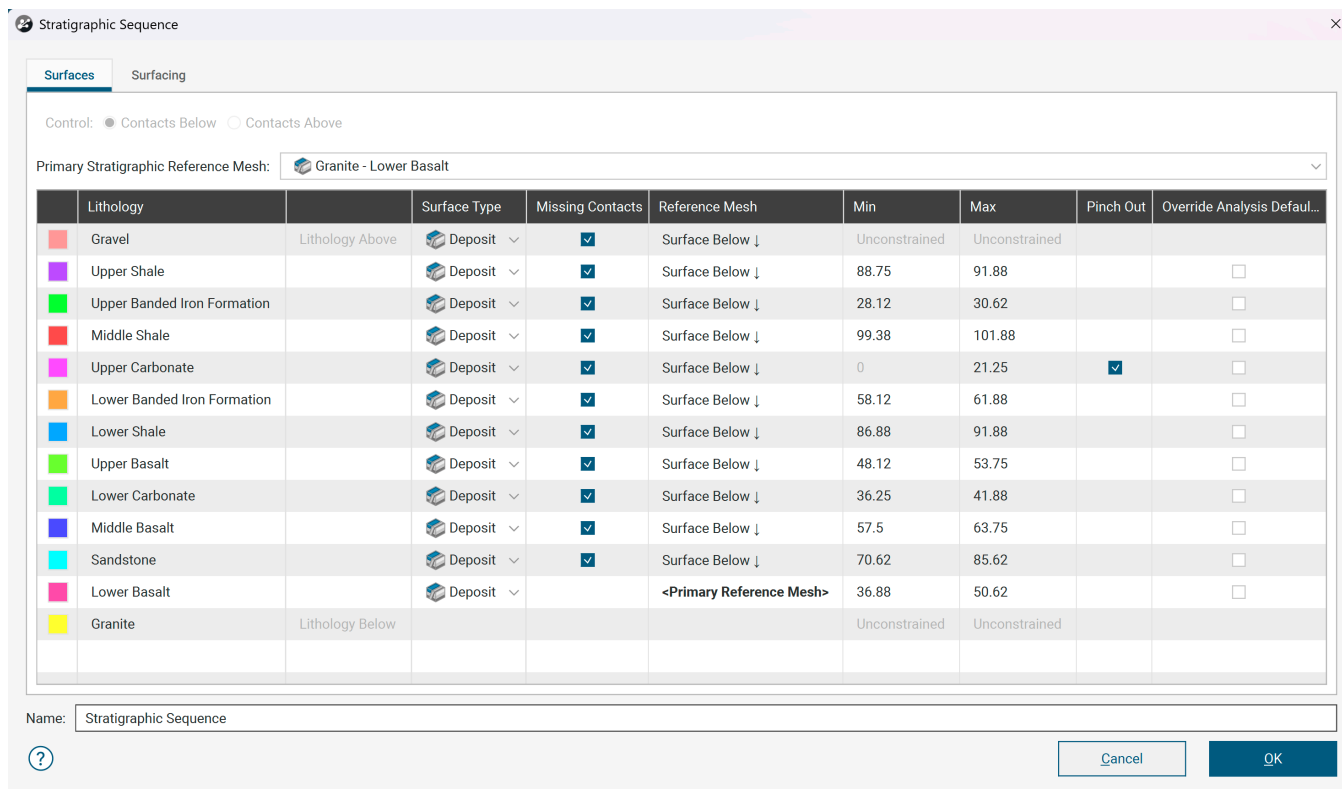 Stratigraphic Sequence
Surfaces Surfacing
Control: Contacts Below Contacts Above
Primary Stratigraphic Reference Mesh: Granite - Lower Basalt
Lithology Surface Type Missing Contacts Reference Mesh Min Max Pinch Out Override Analysis Defaul...
Gravel Lithology Above Deposit Surface Below ↓ Unconstrained Unconstrained
Upper Shale Deposit Surface Below ↓ 88.75 91.88
Upper Banded Iron Formation Deposit Surface Below ↓ 28.12 30.62
Middle Shale Deposit Surface Below ↓ 99.38 101.88
Upper Carbonate Deposit Surface Below ↓ 0 21.25
Lower Banded Iron Formation Deposit Surface Below ↓ 58.12 61.88
Lower Shale Deposit Surface Below ↓ 86.88 91.88
Upper Basalt Deposit Surface Below ↓ 48.12 53.75
Lower Carbonate Deposit Surface Below ↓ 36.25 41.88
Middle Basalt Deposit Surface Below ↓ 57.5 63.75
Sandstone Deposit Surface Below ↓ 70.62 85.62
Lower Basalt Deposit <Primary Reference Mesh> 36.88 50.62
Granite Lithology Below Unconstrained Unconstrained
Name: Stratigraphic Sequence
? Cancel OK